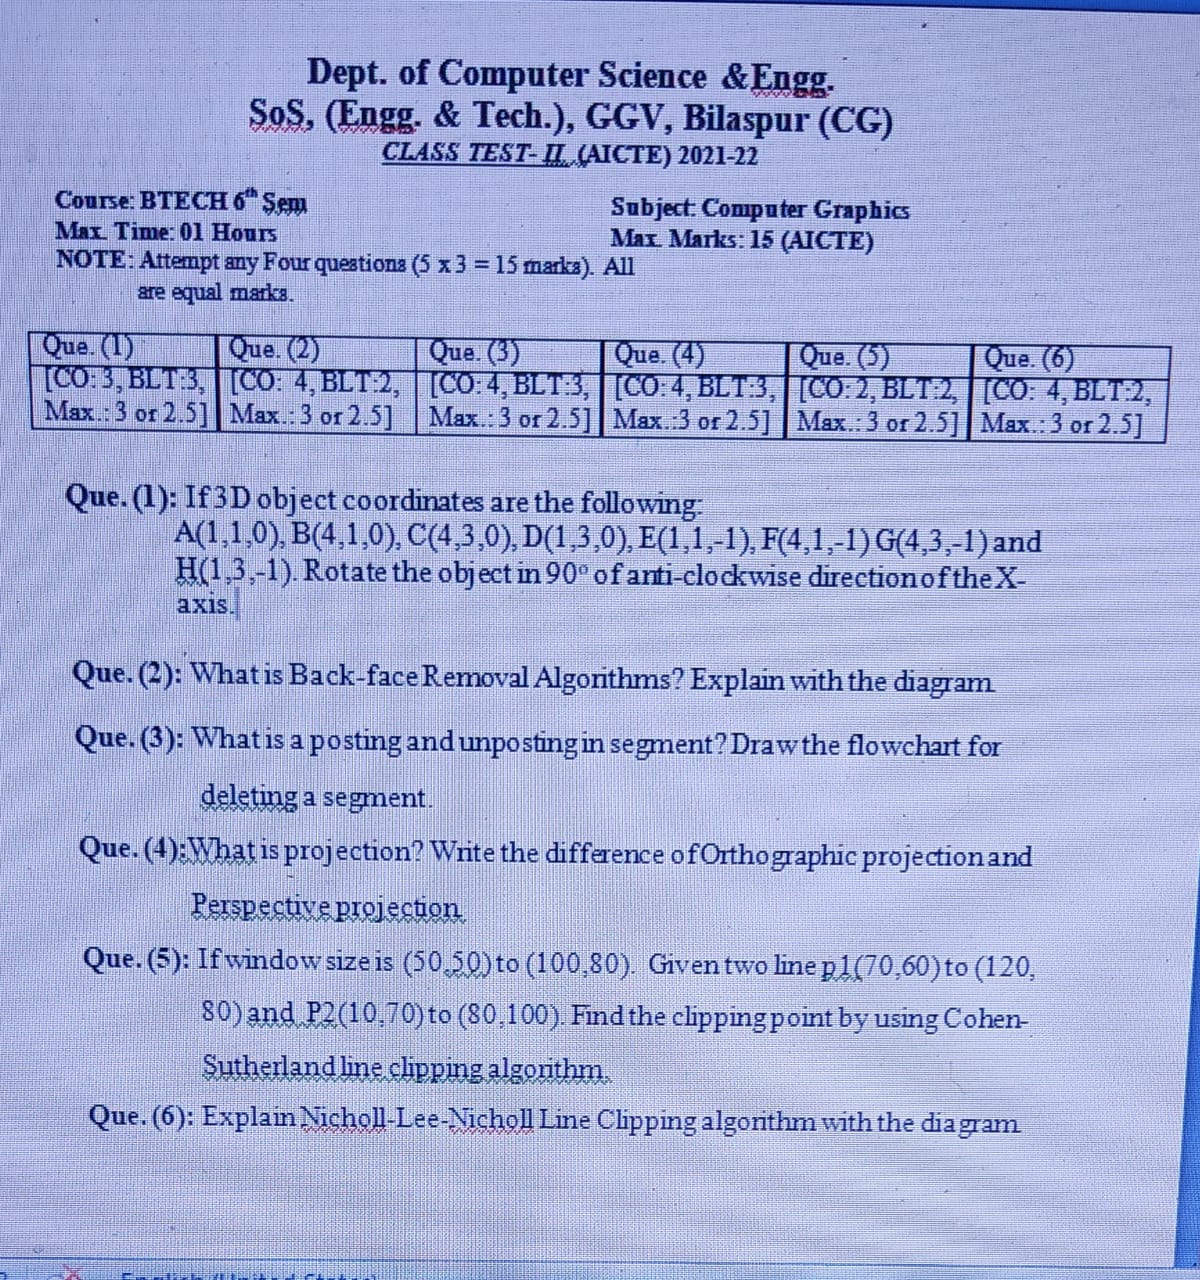 Dept. of Computer Science &Engg.
SoS, (Engg. & Tech.), GGV, Bilaspur (CG)
CLASS TEST- II (AICTE) 2021-22
Course: BTECH 6th Sem
Subject: Computer Graphics
Max. Time: 01 Hours
Max. Marks: 15 (AICTE)
NOTE: Attempt any Four questions (5 x 3 = 15 marks). All
are equal marks.
Que. (1) Que. (2) Que. (3) Que. (4) Que. (5) Que. (6)
[CO:3, BLT:3, [CO: 4, BLT:2, [CO:4, BLT:3, [CO:4, BLT:3, [CO:2, BLT:2, [CO: 4, BLT:2,
Max.: 3 or 2.5] Max.: 3 or 2.5] Max.: 3 or 2.5] Max.:3 or 2.5] Max.: 3 or 2.5] Max.: 3 or 2.5]
Que. (1): If 3D object coordinates are the following:
A(1,1,0), B(4,1,0), C(4,3,0), D(1,3,0), E(1,1,-1), F(4,1,-1) G(4,3,-1) and
H(1,3,-1). Rotate the object in 90° of anti-clockwise direction of the X-
axis.
Que. (2): What is Back-face Removal Algorithms? Explain with the diagram.
Que. (3): What is a posting and unposting in segment? Draw the flowchart for
deleting a segment.
Que. (4):What is projection? Write the difference of Orthographic projection and
Perspective projection.
Que. (5): If window size is (50,50) to (100,80). Given two line p1(70,60) to (120,
80) and P2(10,70) to (80,100). Find the clipping point by using Cohen-
Sutherland line clipping algorithm.
Que. (6): Explain Nicholl-Lee-Nicholl Line Clipping algorithm with the diagram.